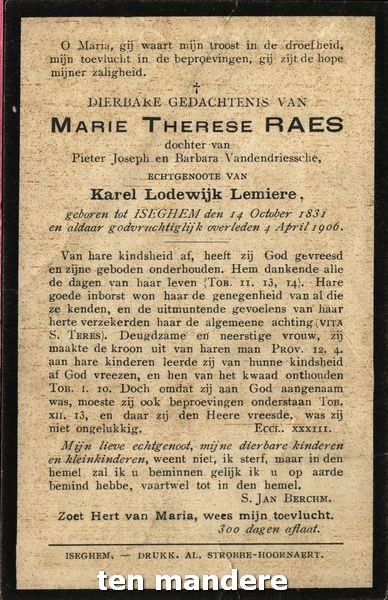 O Maria, gij waart mijn troost in de droefheid,
mijn toevlucht in de beproevingen, gij zijt de hope
mijner zaligheid.
†
DIERBARE GEDACHTENIS VAN
MARIE THERESE RAES
dochter van
Pieter Joseph en Barbara Vandendriessche,
ECHTGENOOTE VAN
Karel Lodewijk Lemiere,
geboren tot ISEGHEM den 14 October 1831
en aldaar godvruchtiglijk overleden 4 April 1906.
Van hare kindsheid af, heeft zij God gevreesd
en zijne geboden onderhouden. Hem dankende alle
de dagen van haar leven (TOB. II. 13, 14). Hare
goede inborst won haar de genegenheid van al die
ze kenden, en de uitmuntende gevoelens van haar
herte verzekerden haar de algemeene achting (VITA
S. TERES). Deugdzame en neerstige vrouw, zij
maakte de kroon uit van haren man PROV. 12, 4.
aan hare kinderen leerde zij van hunne kindsheid
af God vreezen, en hen van het kwaad onthouden
TOB. I. 10. Doch omdat zij aan God aangenaam
was, moeste zij ook beproevingen onderstaan TOB.
XII. 13, en daar zij den Heere vreesde, was zij
niet ongelukkig. ECCL. XXXIII.
Mijn lieve echtgenoot, mijne dierbare kinderen
en kleinkinderen, weent niet, ik sterf, maar in den
hemel zal ik u beminnen gelijk ik u op aarde
bemind hebbe, vaartwel tot in den hemel.
S. JAN BERCHM.
Zoet Hert van Maria, wees mijn toevlucht.
300 dagen aflaat.
ISEGHEM, — DRUKK. AL. STROBBE-HOORNAERT.
ten mandere